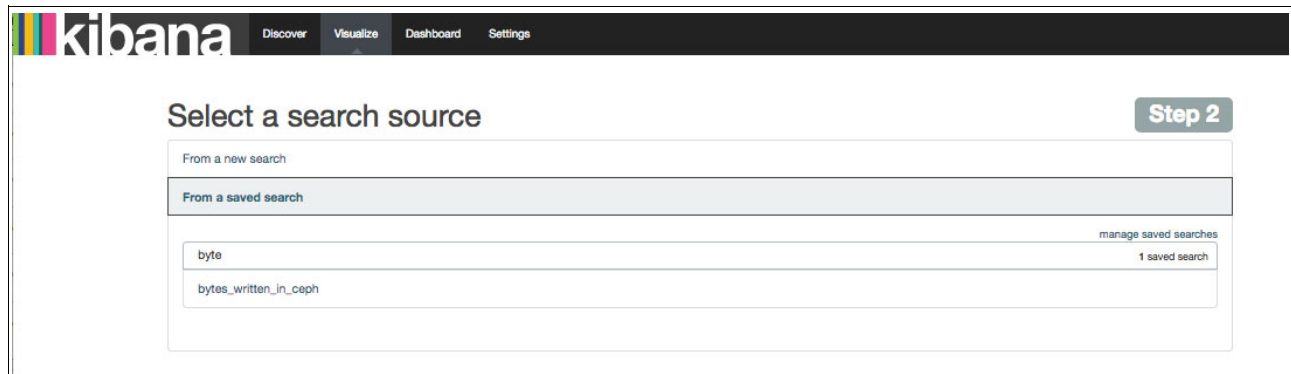 kibana Discover Visualize Dashboard Settings
Select a search source Step 2
From a new search
From a saved search
manage saved searches
byte 1 saved search
bytes_written_in_ceph